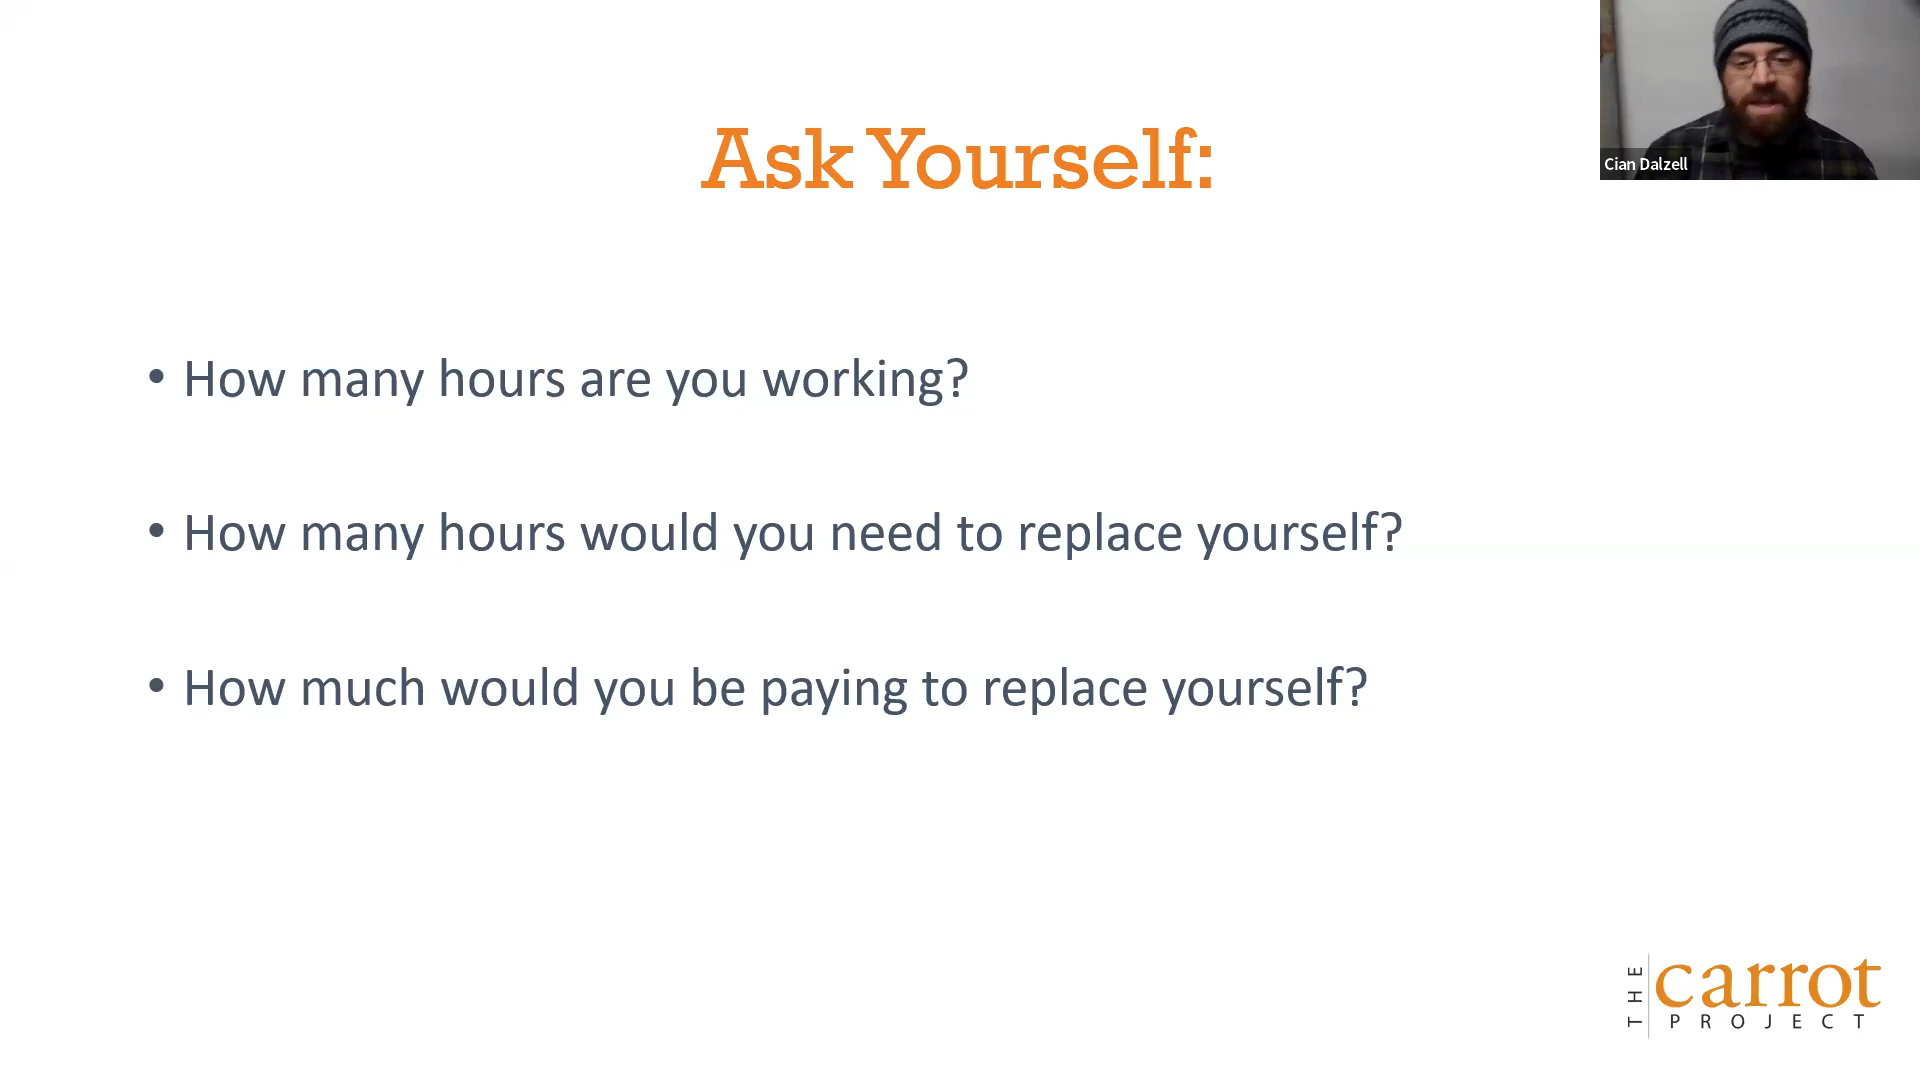 Ask Yourself:
Cian Dalzell
• How many hours are you working?
• How many hours would you need to replace yourself?
• How much would you be paying to replace yourself?
THE
carrot
PROJECT